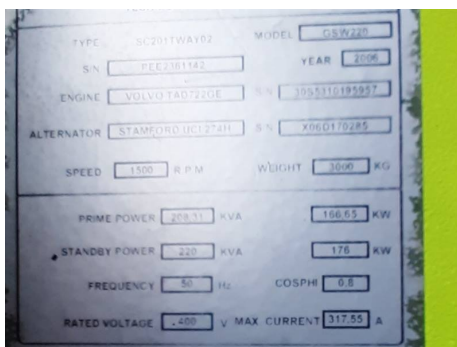 TYPE SC201TWAY02 MODEL GSW220
S/N YEAR 2006
ENGINE VOLVO TAD722GE S/N
ALTERNATOR STAMFORD UCI 274H S/N X06D170285
SPEED 1500 R.P.M WEIGHT 3000 KG
PRIME POWER 208.31 KVA 166.65 KW
STANDBY POWER 220 KVA 176 KW
FREQUENCY 50 Hz COSPHI 0.8
RATED VOLTAGE 400 V MAX CURRENT 317.55 A